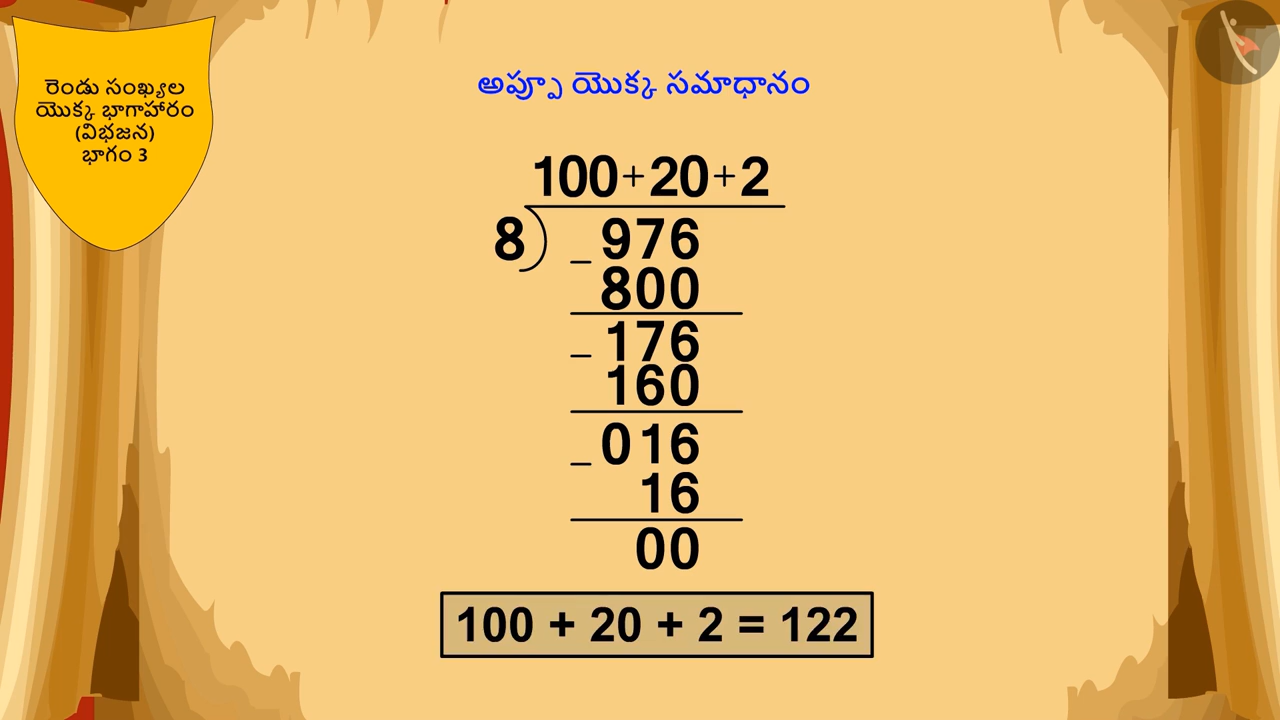 రెండు సంఖ్యల
యొక్క భాగాహారం
(విభజన)
భాగం 3
అప్పూ యొక్క సమాధానం
100+20+2
8) _ 976
800
_ 176
160
_ 016
16
00
100 + 20 + 2 = 122